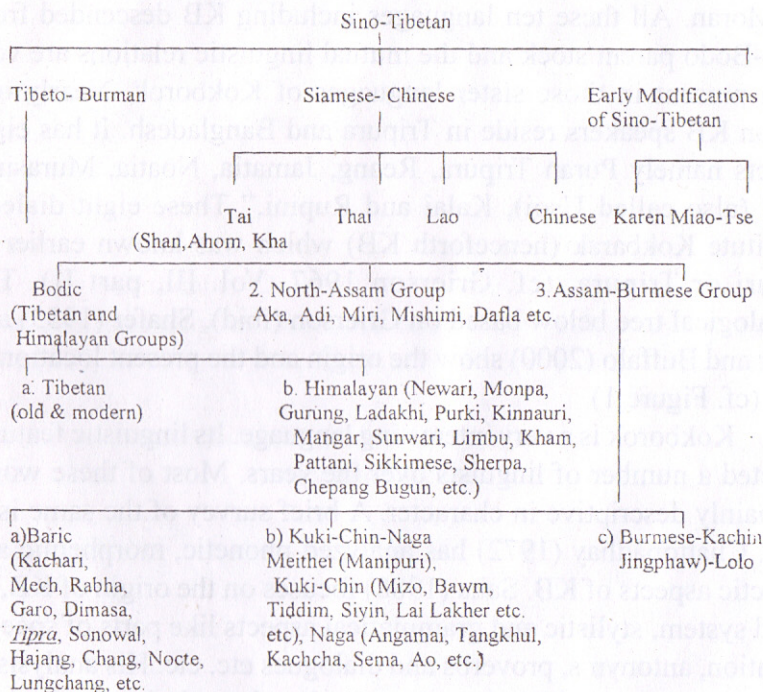 Sino-Tibetan
Tibeto- Burman
Siamese- Chinese
Early Modifications
of Sino-Tibetan
Tai
(Shan, Ahom, Kha
Thai
Lao
Chinese
Karen Miao-Tse
Bodic
(Tibetan and
Himalayan Groups)
2. North-Assam Group
Aka, Adi, Miri, Mishimi, Dafla etc.
3.Assam-Burmese Group
a. Tibetan
(old & modern)
b. Himalayan (Newari, Monpa,
Gurung, Ladakhi, Purki, Kinnauri,
Mangar, Sunwari, Limbu, Kham,
Pattani, Sikkimese, Sherpa,
Chepang Bugun, etc.)
a)Baric
(Kachari,
Mech, Rabha,
Garo, Dimasa,
Tipra, Sonowal,
Hajang, Chang, Nocte,
Lungchang, etc.
b) Kuki-Chin-Naga
Meithei (Manipuri),
Kuki-Chin (Mizo, Bawm,
Tiddim, Siyin, Lai Lakher etc.
etc), Naga (Angamai, Tangkhul,
Kachcha, Sema, Ao, etc.)
c) Burmese-Kachin
Jingphaw)-Lolo